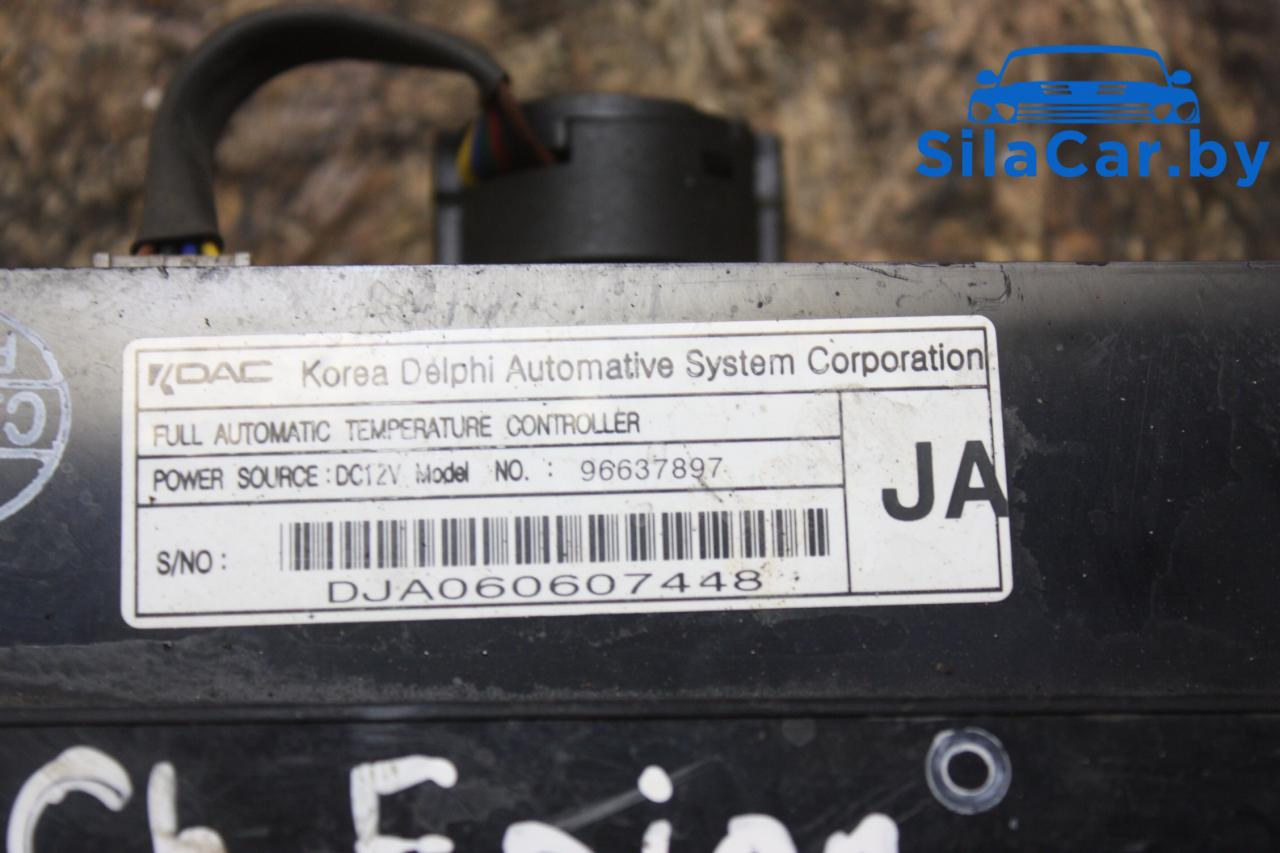 SilaCar.by
KDAC Korea Delphi Automative System Corporation
FULL AUTOMATIC TEMPERATURE CONTROLLER
POWER SOURCE : DC12V Model NO. : 96637897
JA
S/NO :
DJA060607448
Ch